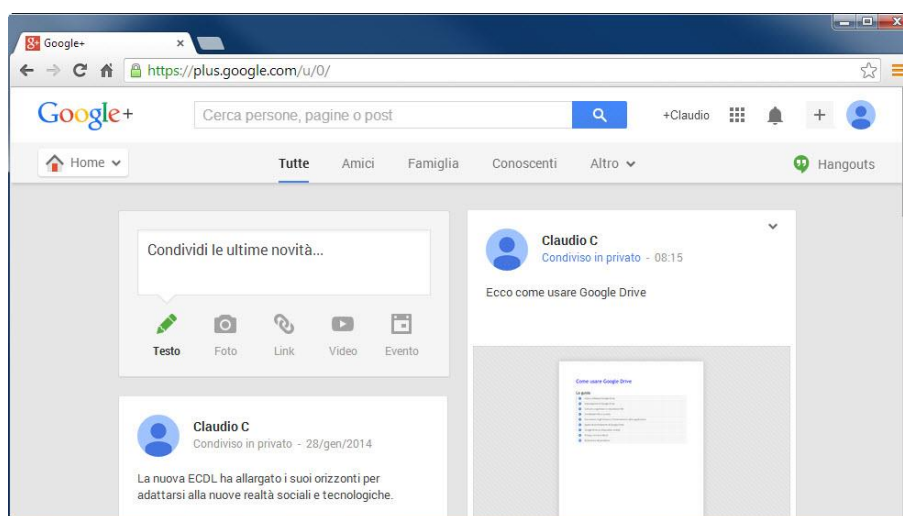 Google+
https://plus.google.com/u/0/
Google+
Cerca persone, pagine o post
+Claudio
Home
Tutte
Amici
Famiglia
Conoscenti
Altro
Hangouts
Condividi le ultime novità...
Testo
Foto
Link
Video
Evento
Claudio C
Condiviso in privato - 28/gen/2014
La nuova ECDL ha allargato i suoi orizzonti per
adattarsi alla nuove realtà sociali e tecnologiche.
Claudio C
Condiviso in privato - 08:15
Ecco come usare Google Drive
Come usare Google Drive